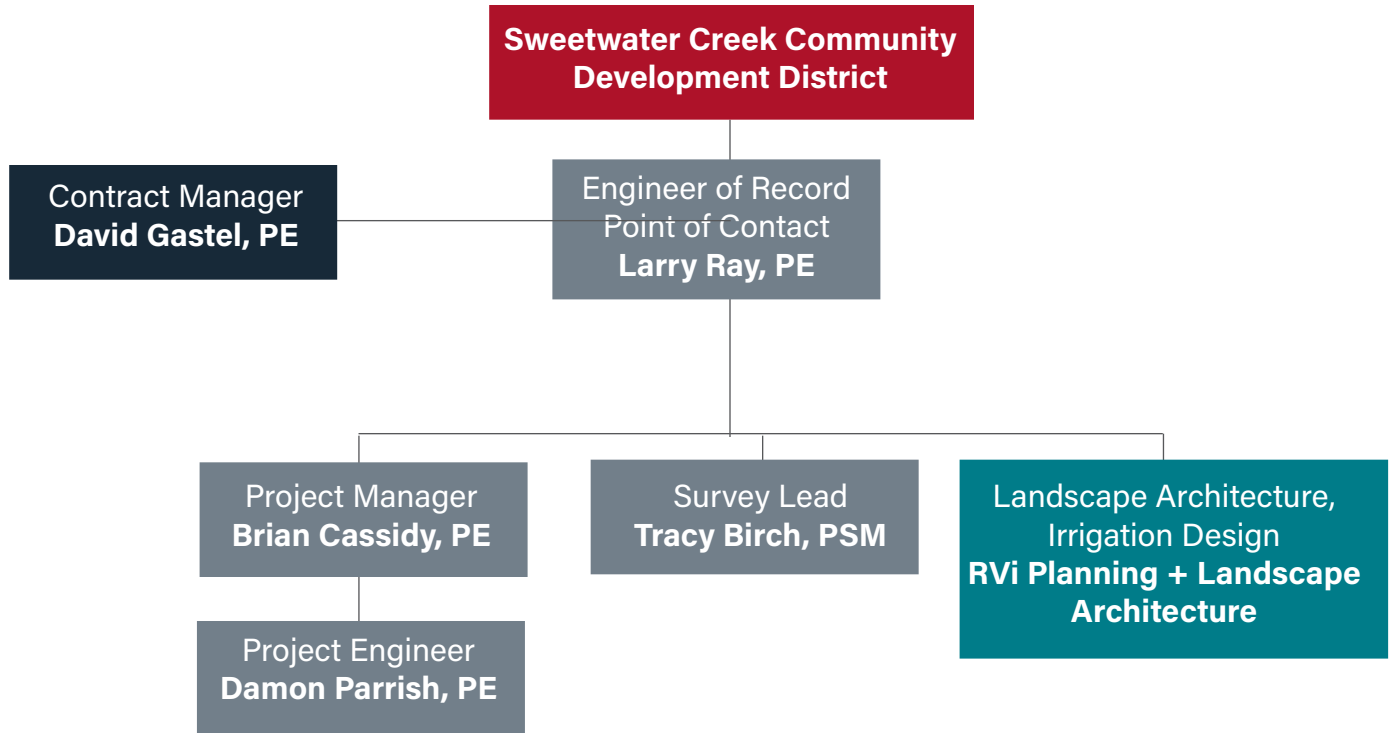 Sweetwater Creek Community
Development District
Contract Manager
David Gastel, PE
Engineer of Record
Point of Contact
Larry Ray, PE
Project Manager
Brian Cassidy, PE
Survey Lead
Tracy Birch, PSM
Landscape Architecture,
Irrigation Design
RVi Planning + Landscape
Architecture
Project Engineer
Damon Parrish, PE